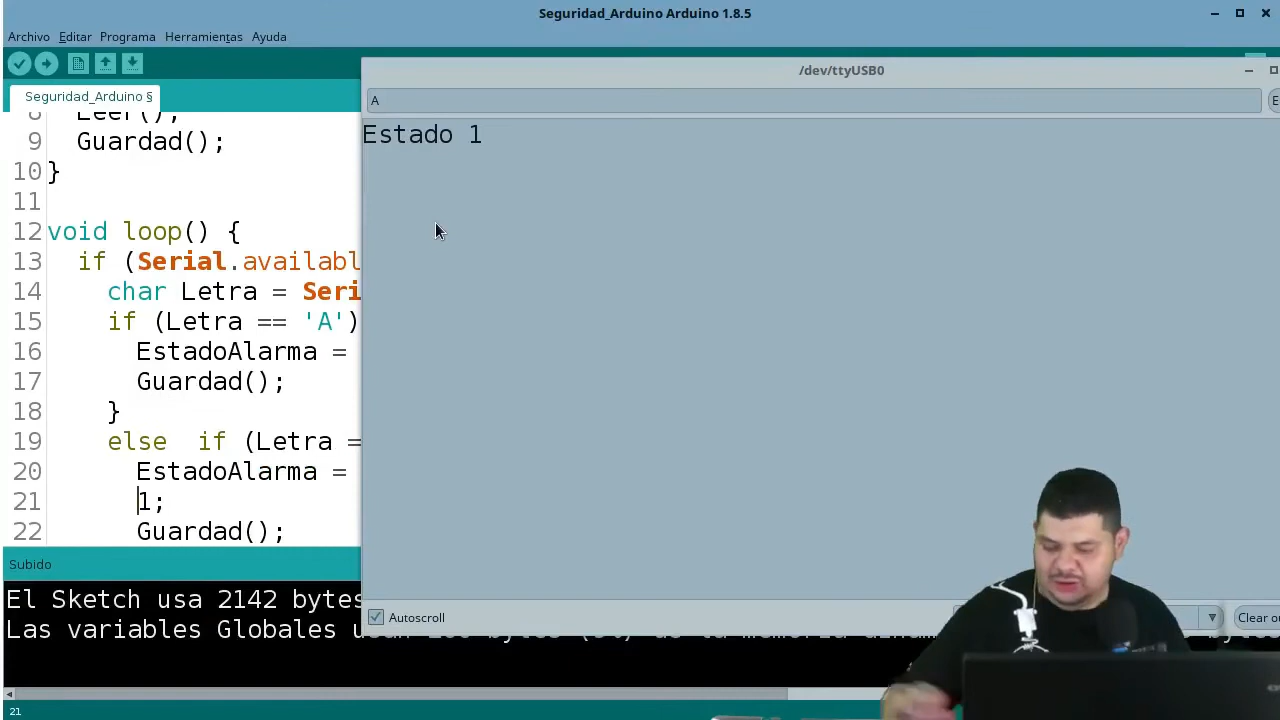 Seguridad_Arduino Arduino 1.8.5
Archivo Editar Programa Herramientas Ayuda
/dev/ttyUSB0
Seguridad_Arduino §
A
E
Estado 1
8 Leer();
9 Guardad();
10 }
11
12 void loop() {
13 if (Serial.availabl
14 char Letra = Seri
15 if (Letra == 'A')
16 EstadoAlarma =
17 Guardad();
18 }
19 else if (Letra =
20 EstadoAlarma =
21 1;
22 Guardad();
Subido
Autoscroll
Clear ou
El Sketch usa 2142 bytes
Las variables Globales
21